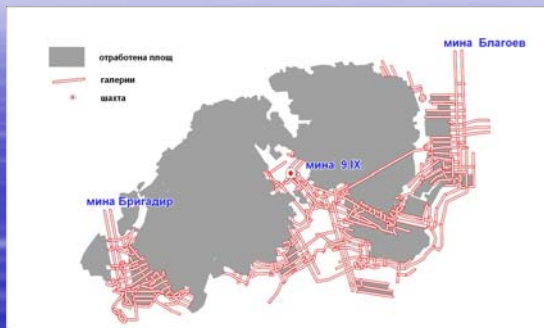 мина Благоев
отработена площ
галерии
шахта
мина 9.IX.
мина Бригадир